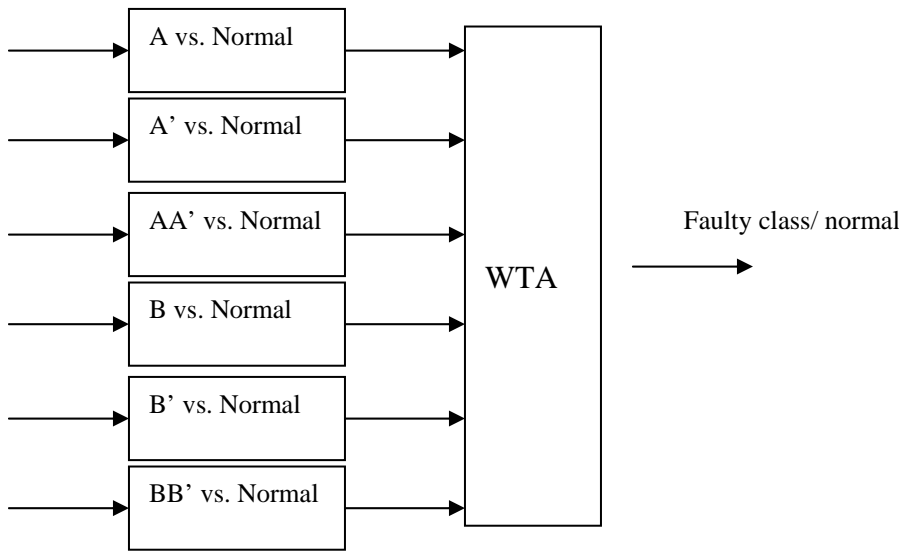 A vs. Normal
A’ vs. Normal
AA’ vs. Normal
B vs. Normal
B’ vs. Normal
BB’ vs. Normal
WTA
Faulty class/ normal